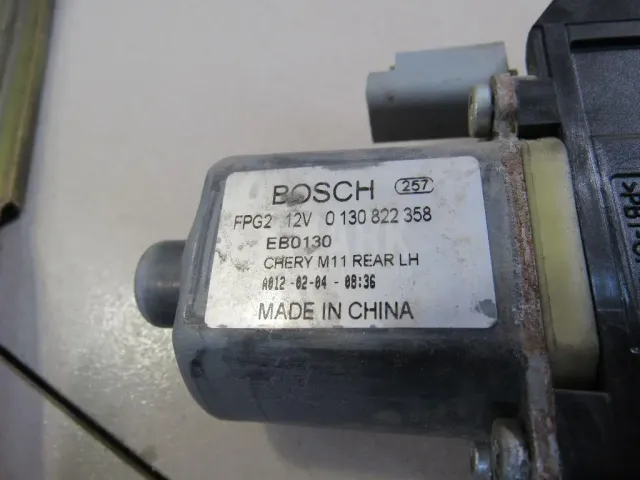 BOSCH 257
FPG2 12V 0 130 822 358
EB0130
CHERY M11 REAR LH
A012-02-04-08:36
MADE IN CHINA